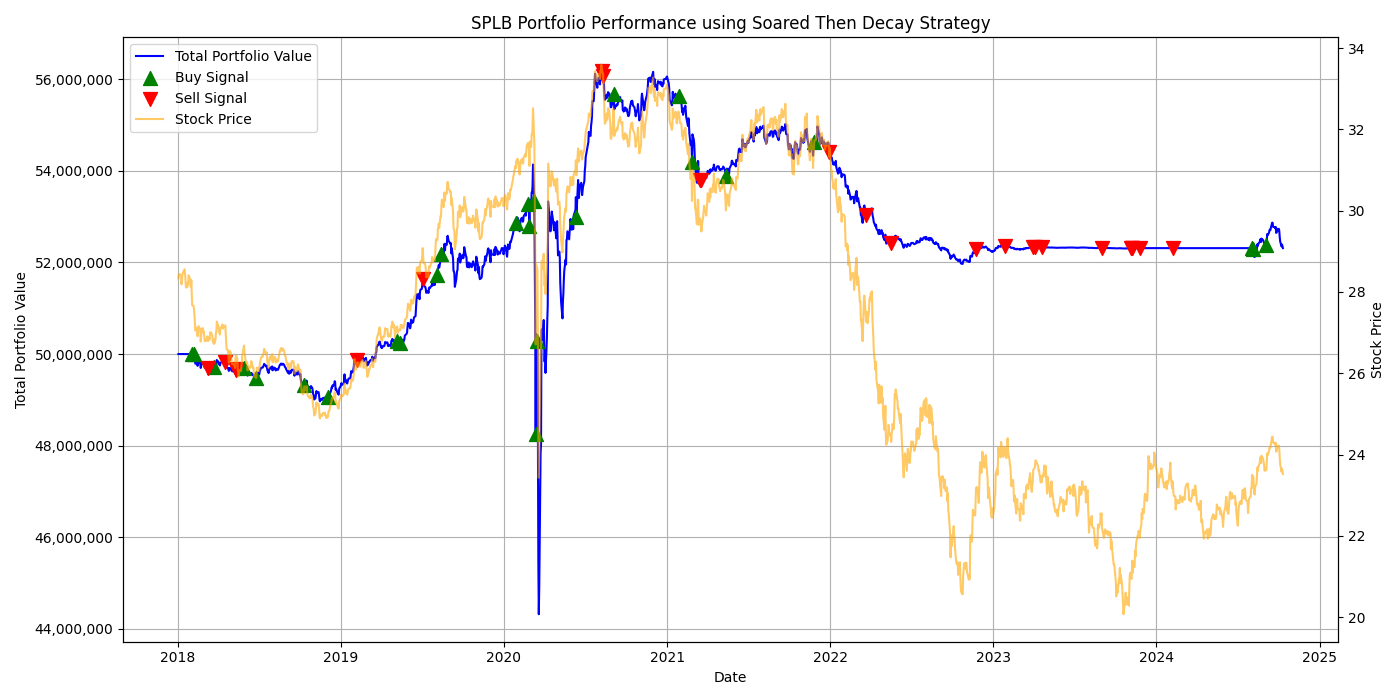 SPLB Portfolio Performance using Soared Then Decay Strategy
Total Portfolio Value
Buy Signal
Sell Signal
Stock Price
56,000,000
54,000,000
52,000,000
50,000,000
48,000,000
46,000,000
44,000,000
Total Portfolio Value
34
32
30
28
26
24
22
20
Stock Price
2018
2019
2020
2021
2022
2023
2024
2025
Date